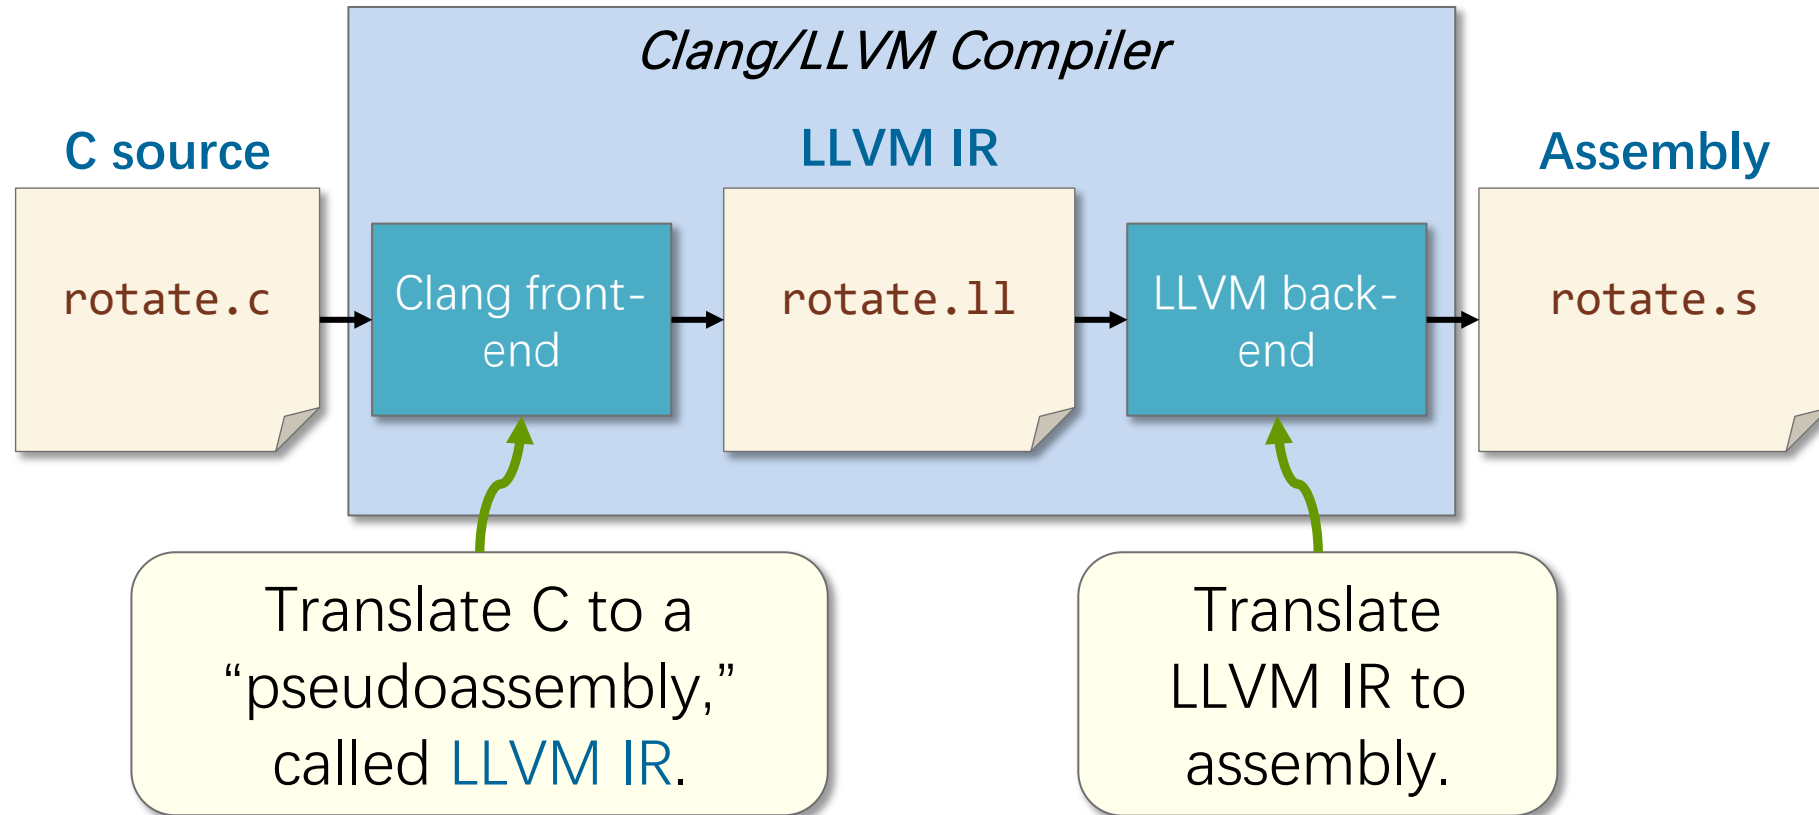 Clang/LLVM Compiler
C source
LLVM IR
Assembly
rotate.c
Clang front-
end
rotate.ll
LLVM back-
end
rotate.s
Translate C to a
“pseudoassembly,”
called LLVM IR.
Translate
LLVM IR to
assembly.